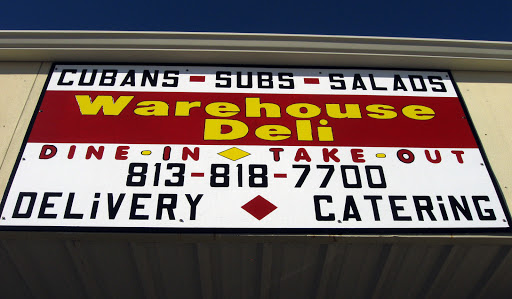 CUBANS - SUBS - SALADS
Warehouse
Deli
DINE-IN TAKE-OUT
813-818-7700
DELiVERY CATERiNG